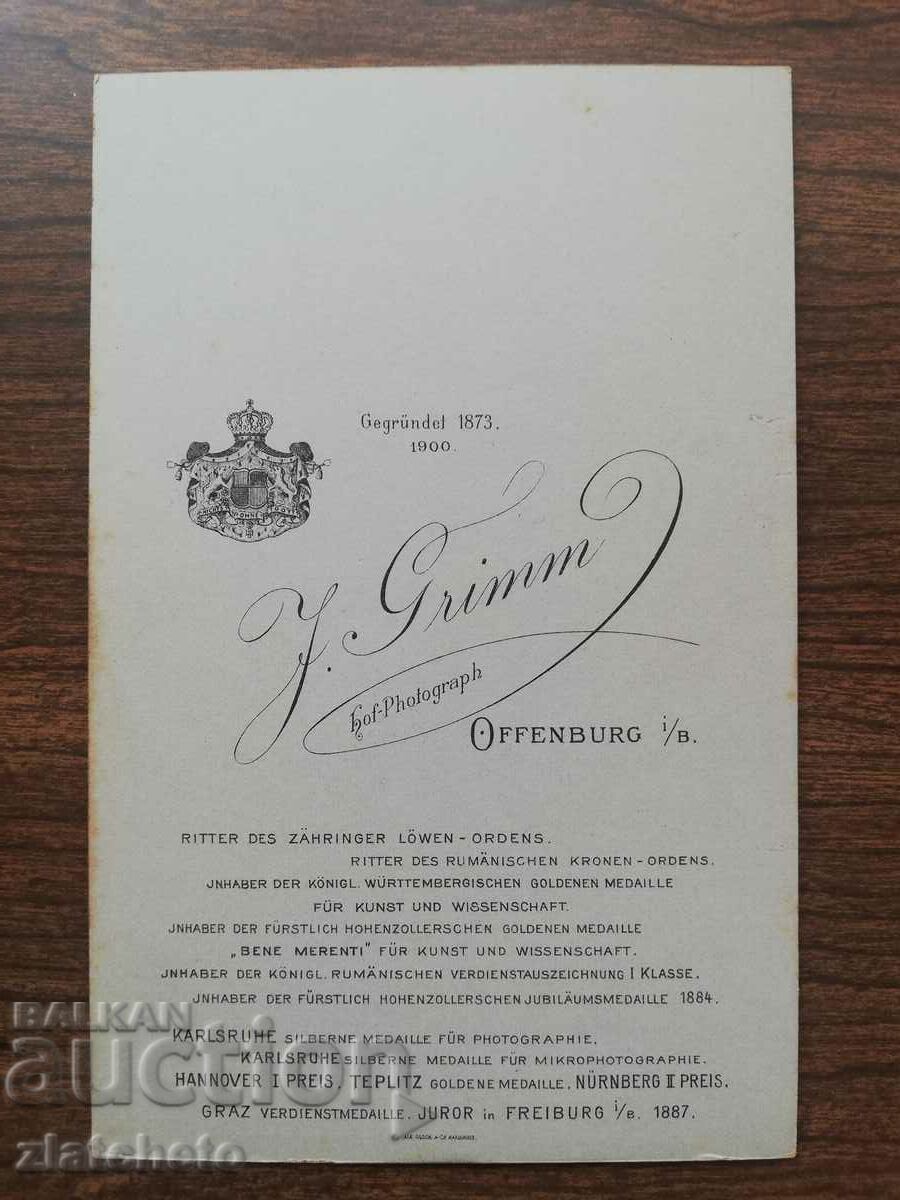 Gegründet 1873.
1900.
J. Grimm
Hof-Photograph
OFFENBURG i/B.
RITTER DES ZÄHRINGER LÖWEN-ORDENS.
RITTER DES RUMÄNISCHEN KRONEN-ORDENS.
JNHABER DER KÖNIGL. WÜRTTEMBERGISCHEN GOLDENEN MEDAILLE
FÜR KUNST UND WISSENSCHAFT.
JNHABER DER FÜRSTLICH HOHENZOLLERSCHEN GOLDENEN MEDAILLE
„BENE MERENTI" FÜR KUNST UND WISSENSCHAFT.
JNHABER DER KÖNIGL. RUMÄNISCHEN VERDIENSTAUSZEICHNUNG I KLASSE.
JNHABER DER FÜRSTLICH HOHENZOLLERSCHEN JUBILÄUMSMEDAILLE 1884.
KARLSRUHE SILBERNE MEDAILLE FÜR PHOTOGRAPHIE.
KARLSRUHE SILBERNE MEDAILLE FÜR MIKROPHOTOGRAPHIE.
HANNOVER I PREIS. TEPLITZ GOLDENE MEDAILLE. NÜRNBERG II PREIS.
GRAZ VERDIENSTMEDAILLE. JUROR in FREIBURG i/B. 1887.
BALKAN
auction
zlatcheto